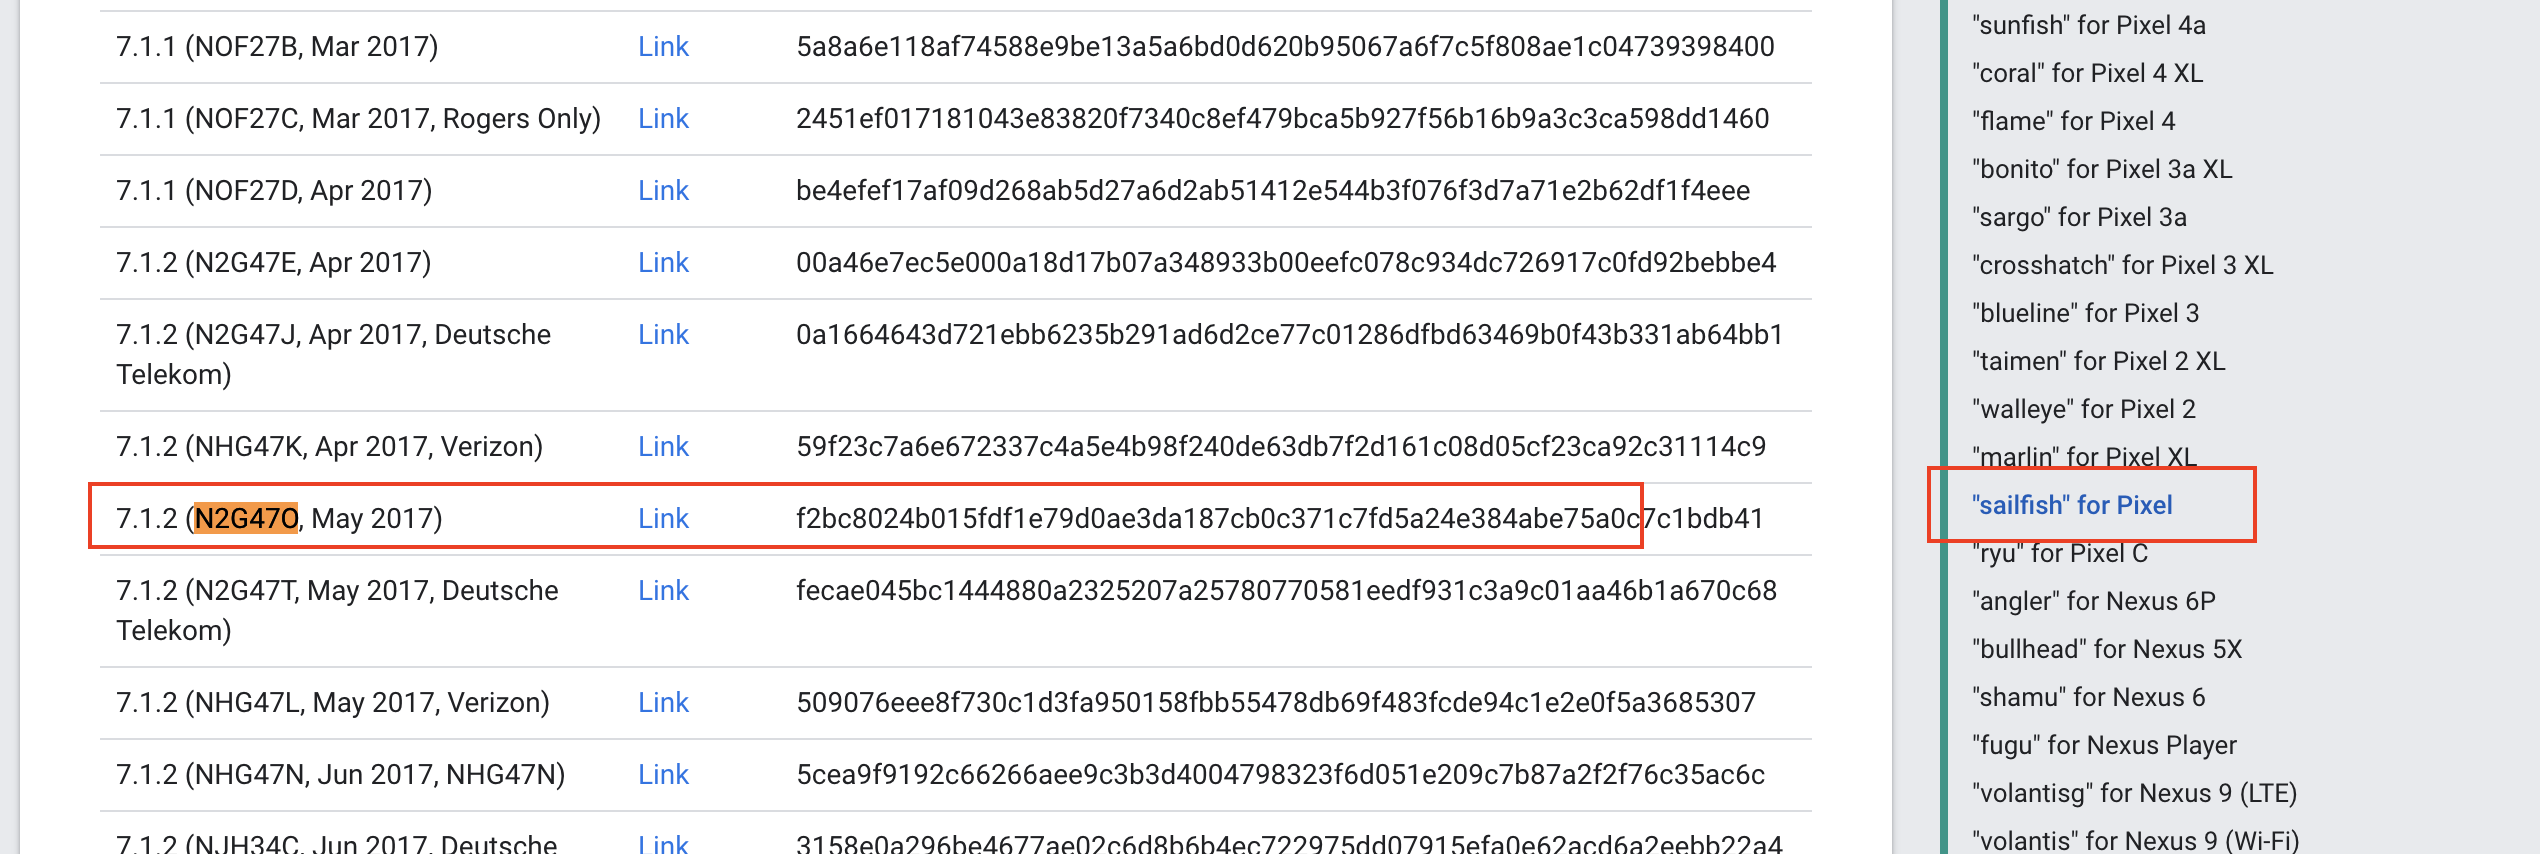 7.1.1 (NOF27B, Mar 2017) Link 5a8a6e118af74588e9be13a5a6bd0d620b95067a6f7c5f808ae1c04739398400
7.1.1 (NOF27C, Mar 2017, Rogers Only) Link 2451ef017181043e83820f7340c8ef479bca5b927f56b16b9a3c3ca598dd1460
7.1.1 (NOF27D, Apr 2017) Link be4efef17af09d268ab5d27a6d2ab51412e544b3f076f3d7a71e2b62df1f4eee
7.1.2 (N2G47E, Apr 2017) Link 00a46e7ec5e000a18d17b07a348933b00eefc078c934dc726917c0fd92bebbe4
7.1.2 (N2G47J, Apr 2017, Deutsche Link 0a1664643d721ebb6235b291ad6d2ce77c01286dfbd63469b0f43b331ab64bb1
Telekom)
7.1.2 (NHG47K, Apr 2017, Verizon) Link 59f23c7a6e672337c4a5e4b98f240de63db7f2d161c08d05cf23ca92c31114c9
7.1.2 (N2G47O, May 2017) Link f2bc8024b015fdf1e79d0ae3da187cb0c371c7fd5a24e384abe75a0c7c1bdb41
7.1.2 (N2G47T, May 2017, Deutsche Link fecae045bc1444880a2325207a25780770581eedf931c3a9c01aa46b1a670c68
Telekom)
7.1.2 (NHG47L, May 2017, Verizon) Link 509076eee8f730c1d3fa950158fbb55478db69f483fcde94c1e2e0f5a3685307
7.1.2 (NHG47N, Jun 2017, NHG47N) Link 5cea9f9192c66266aee9c3b3d4004798323f6d051e209c7b87a2f2f76c35ac6c
7.1.2 (NJH34C, Jun 2017, Deutsche Link 3158e0a296be4677ae02c6d8b6b4ec722975dd07915efa0e62acd6a2eebb22a4
"sunfish" for Pixel 4a
"coral" for Pixel 4 XL
"flame" for Pixel 4
"bonito" for Pixel 3a XL
"sargo" for Pixel 3a
"crosshatch" for Pixel 3 XL
"blueline" for Pixel 3
"taimen" for Pixel 2 XL
"walleye" for Pixel 2
"marlin" for Pixel XL
"sailfish" for Pixel
"ryu" for Pixel C
"angler" for Nexus 6P
"bullhead" for Nexus 5X
"shamu" for Nexus 6
"fugu" for Nexus Player
"volantisg" for Nexus 9 (LTE)
"volantis" for Nexus 9 (Wi-Fi)